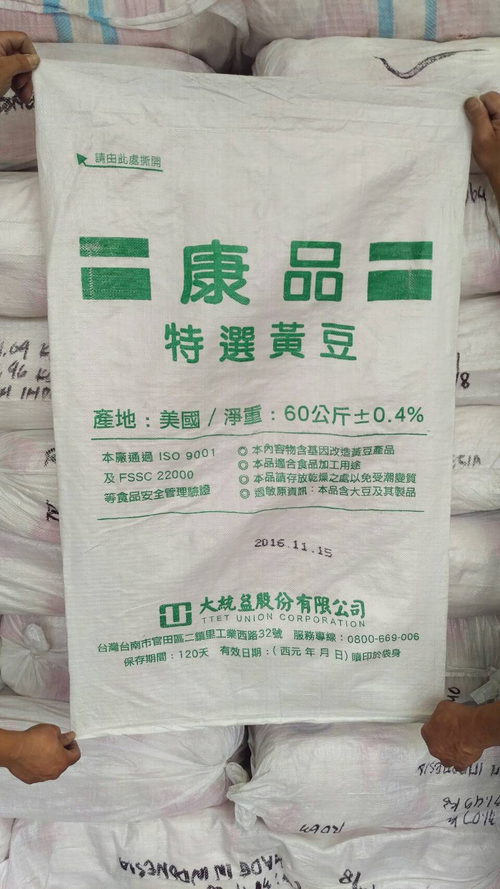 請由此處撕開
康品
特選黃豆
產地：美國 / 淨重：60公斤±0.4%
本廠通過 ISO 9001
及 FSSC 22000
等食品安全管理驗證
◎ 本內容物含基因改造黃豆產品
◎ 本品適合食品加工用途
◎ 本品請存放乾燥之處以免受潮變質
◎ 過敏原資訊：本品含大豆及其製品
2016.11.15
大統益股份有限公司
TTET UNION CORPORATION
台灣台南市官田區二鎮里工業西路32號 服務專線：0800-669-006
保存期間：120天 有效日期：(西元 年 月 日) 噴印於袋身
MADE IN INDONESIA